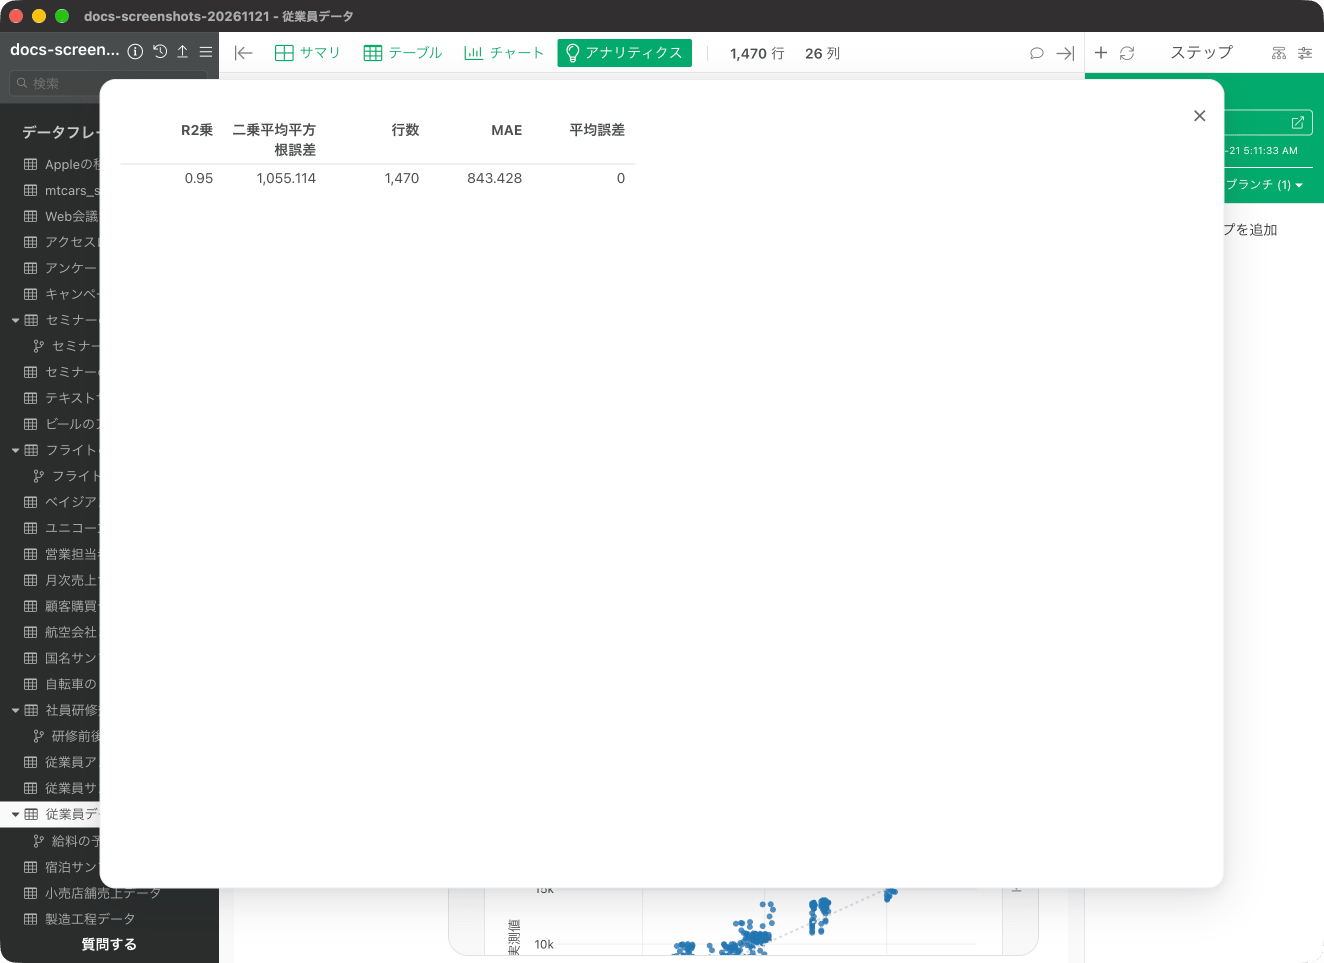 docs-screenshots-20261121 - 従業員データ
docs-screen...
サマリ
テーブル
チャート
アナリティクス
1,470 行
26 列
ステップ
検索
データフレー
Appleの
mtcars_s
Web会議
アクセス
アンケー
キャンペ
セミナー
セミナー
セミナー
テキスト
ビールの
フライト
フライト
ベイジア
ユニコー
営業担当
月次売上
顧客購買
航空会社
国名サン
自転車の
社員研修
研修前後
従業員ア
従業員サ
従業員デ
給料の予
宿泊サン
小売店舗売上データ
製造工程データ
質問する
R2乗
二乗平均平方根誤差
行数
MAE
平均誤差
0.95
1,055.114
1,470
843.428
0
-21 5:11:33 AM
ブランチ (1)
プを追加
15k
10k
実測値